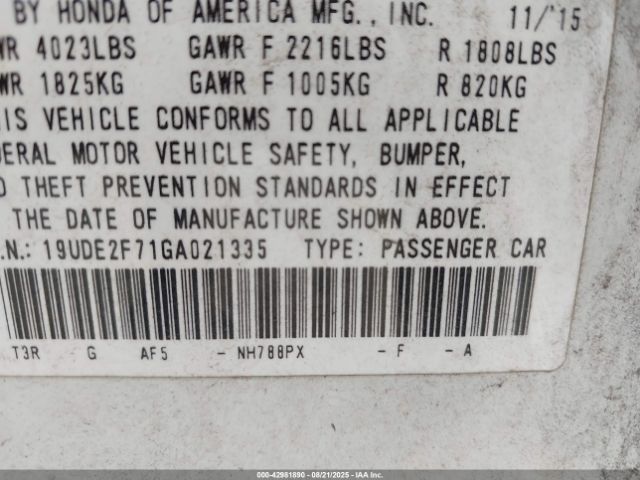 BY HONDA OF AMERICA MFG., INC. 11/'15
WR 4023LBS GAWR F 2216LBS R 1808LBS
WR 1825KG GAWR F 1005KG R 820KG
IS VEHICLE CONFORMS TO ALL APPLICABLE
DERAL MOTOR VEHICLE SAFETY, BUMPER,
D THEFT PREVENTION STANDARDS IN EFFECT
THE DATE OF MANUFACTURE SHOWN ABOVE.
.N.: 19UDE2F71GA021335 TYPE: PASSENGER CAR
T3R G AF5 - NH788PX - F - A
000-42981890 - 08/21/2025 - IAA Inc.